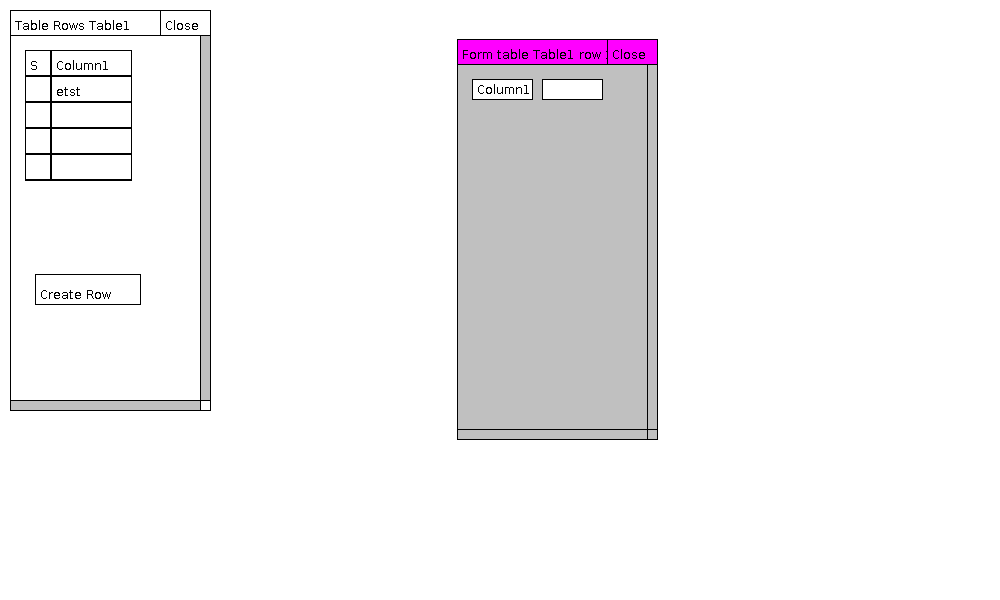 Table Rows Table1 Close
S Column1
etst
Create Row
Form table Table1 row Close
Column1